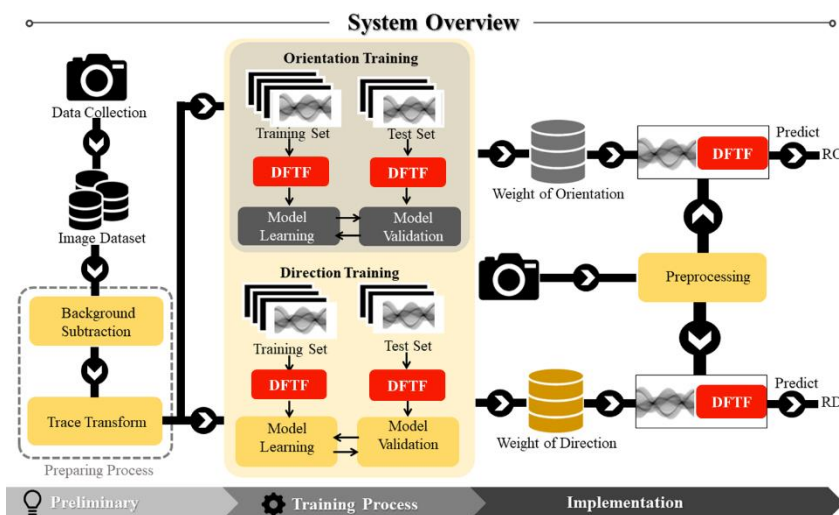 System Overview
Data Collection
Image Dataset
Background
Subtraction
Trace Transform
Preparing Process
Orientation Training
Training Set
Test Set
DFTF
DFTF
Model
Learning
Model
Validation
Direction Training
Training Set
Test Set
DFTF
DFTF
Model
Learning
Model
Validation
Weight of Orientation
DFTF
Predict
RO
Preprocessing
Weight of Direction
DFTF
Predict
RD
Preliminary
Training Process
Implementation